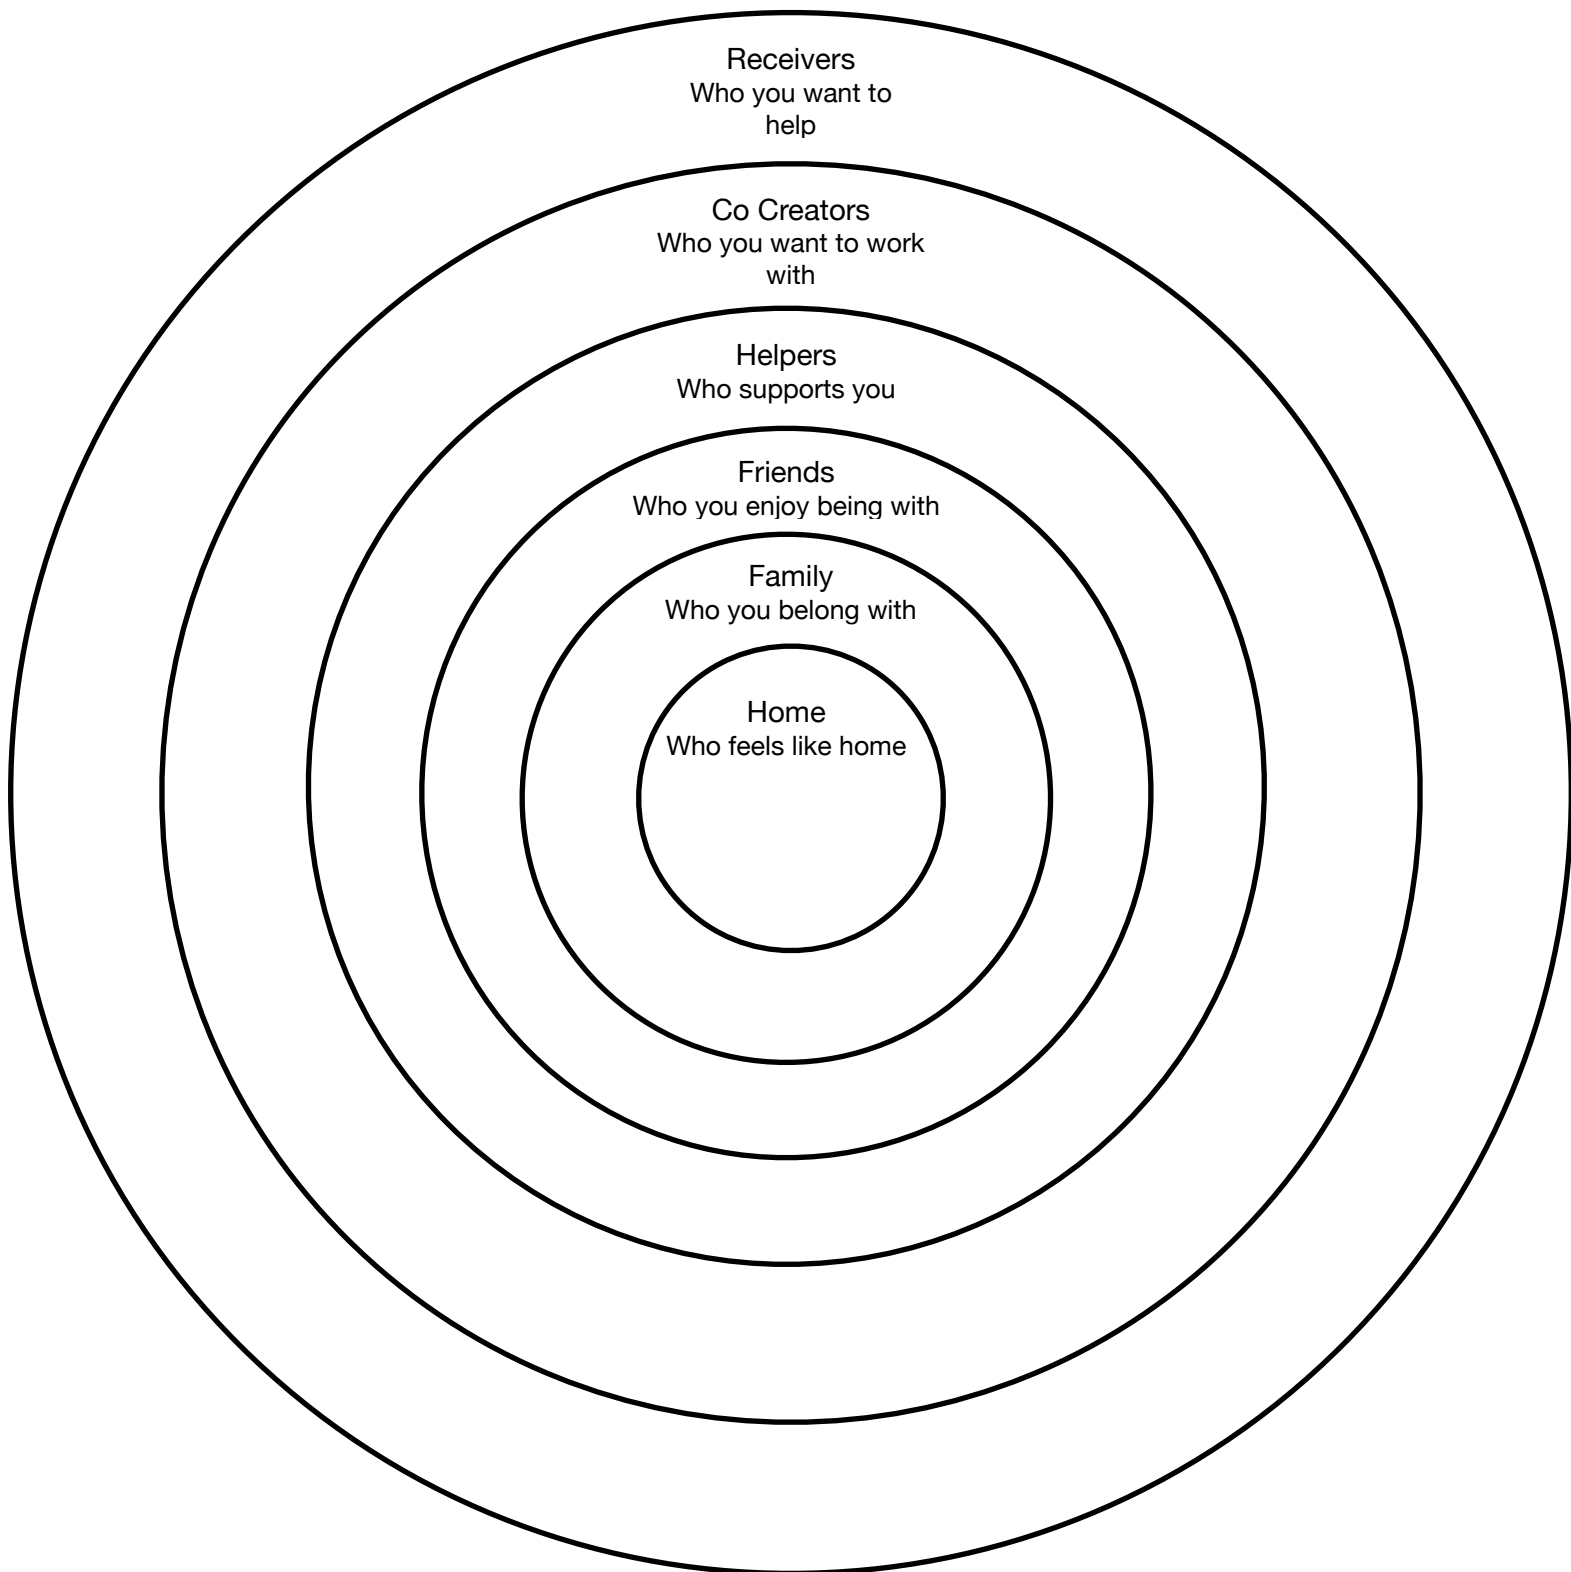 Receivers
Who you want to
help
Co Creators
Who you want to work
with
Helpers
Who supports you
Friends
Who you enjoy being with
Family
Who you belong with
Home
Who feels like home